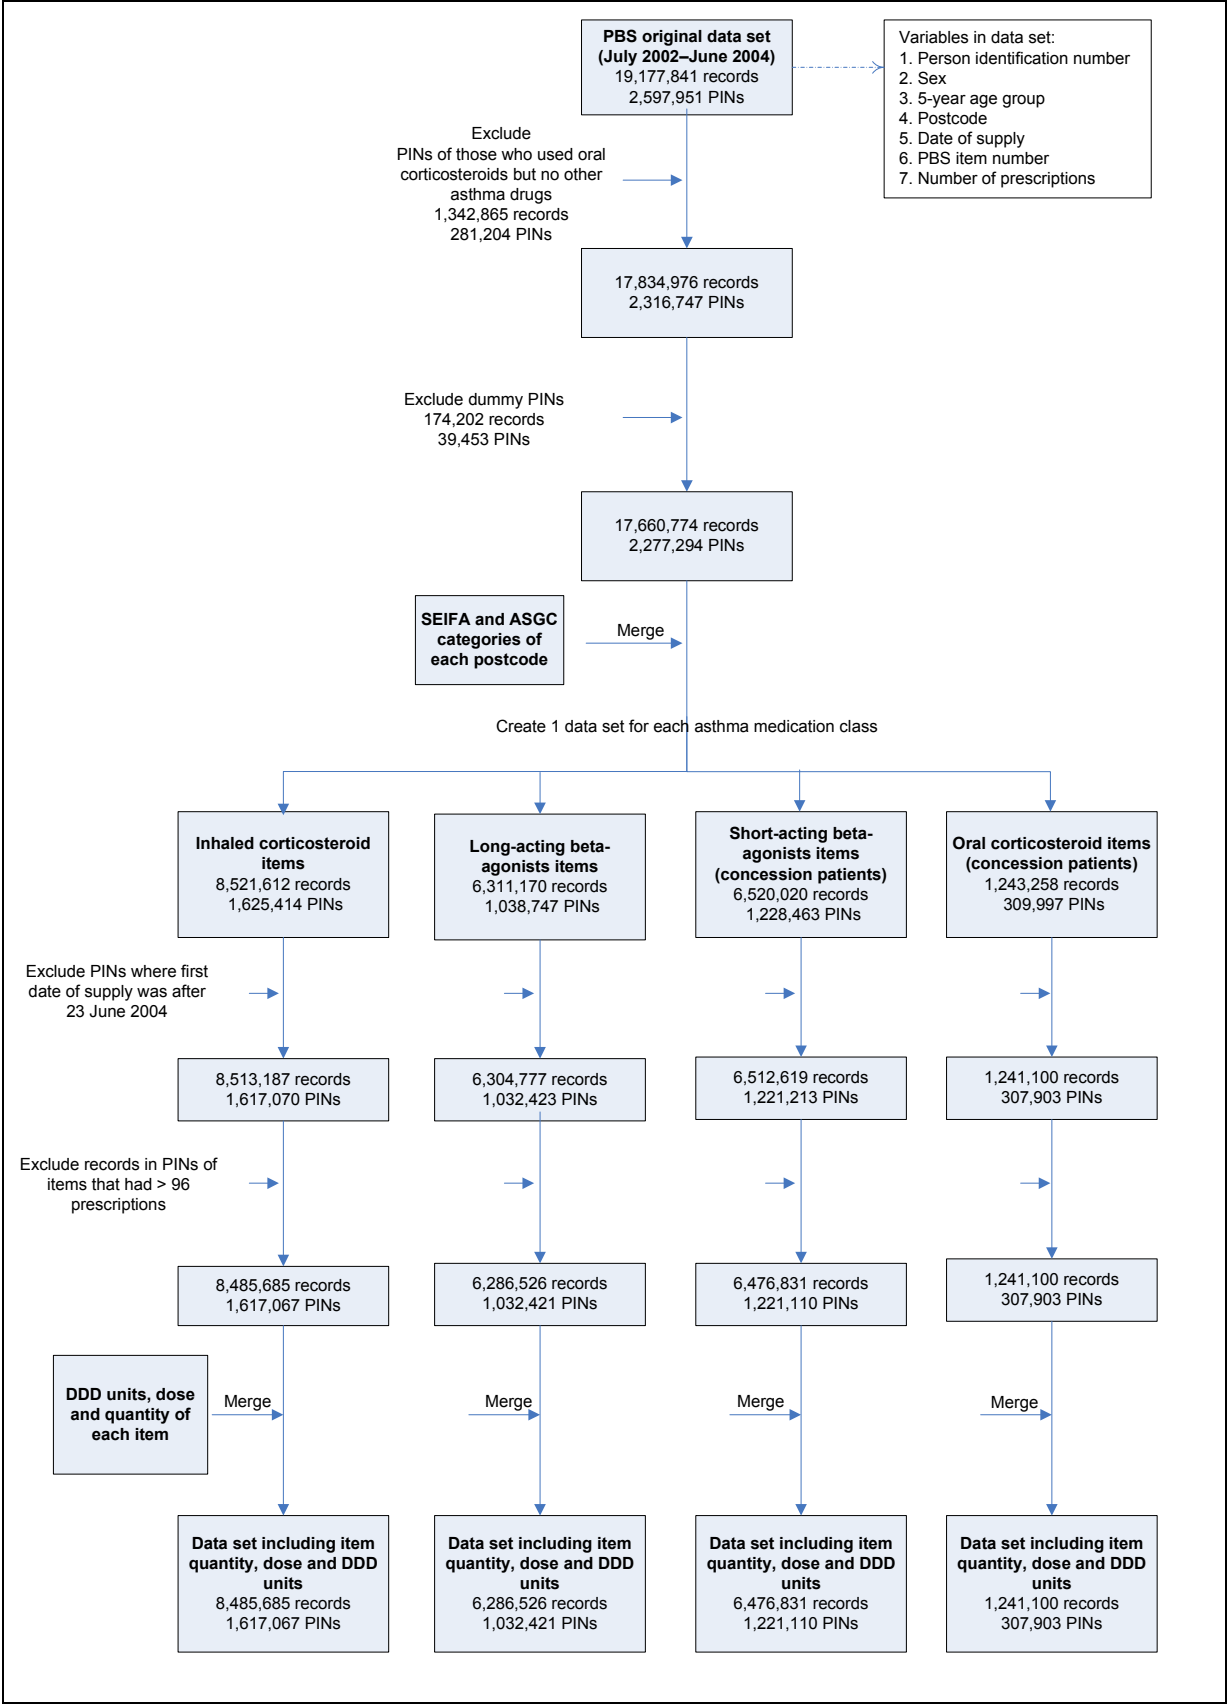 PBS original data set
(July 2002–June 2004)
19,177,841 records
2,597,951 PINs
Variables in data set:
1. Person identification number
2. Sex
3. 5-year age group
4. Postcode
5. Date of supply
6. PBS item number
7. Number of prescriptions
Exclude
PINs of those who used oral
corticosteroids but no other
asthma drugs
1,342,865 records
281,204 PINs
17,834,976 records
2,316,747 PINs
Exclude dummy PINs
174,202 records
39,453 PINs
17,660,774 records
2,277,294 PINs
SEIFA and ASGC
categories of
each postcode
Merge
Create 1 data set for each asthma medication class
Inhaled corticosteroid
items
8,521,612 records
1,625,414 PINs
Long-acting beta-
agonists items
6,311,170 records
1,038,747 PINs
Short-acting beta-
agonists items
(concession patients)
6,520,020 records
1,228,463 PINs
Oral corticosteroid items
(concession patients)
1,243,258 records
309,997 PINs
Exclude PINs where first
date of supply was after
23 June 2004
8,513,187 records
1,617,070 PINs
6,304,777 records
1,032,423 PINs
6,512,619 records
1,221,213 PINs
1,241,100 records
307,903 PINs
Exclude records in PINs of
items that had > 96
prescriptions
8,485,685 records
1,617,067 PINs
6,286,526 records
1,032,421 PINs
6,476,831 records
1,221,110 PINs
1,241,100 records
307,903 PINs
DDD units, dose
and quantity of
each item
Merge
Merge
Merge
Merge
Data set including item
quantity, dose and DDD
units
8,485,685 records
1,617,067 PINs
Data set including item
quantity, dose and DDD
units
6,286,526 records
1,032,421 PINs
Data set including item
quantity, dose and DDD
units
6,476,831 records
1,221,110 PINs
Data set including item
quantity, dose and DDD
units
1,241,100 records
307,903 PINs